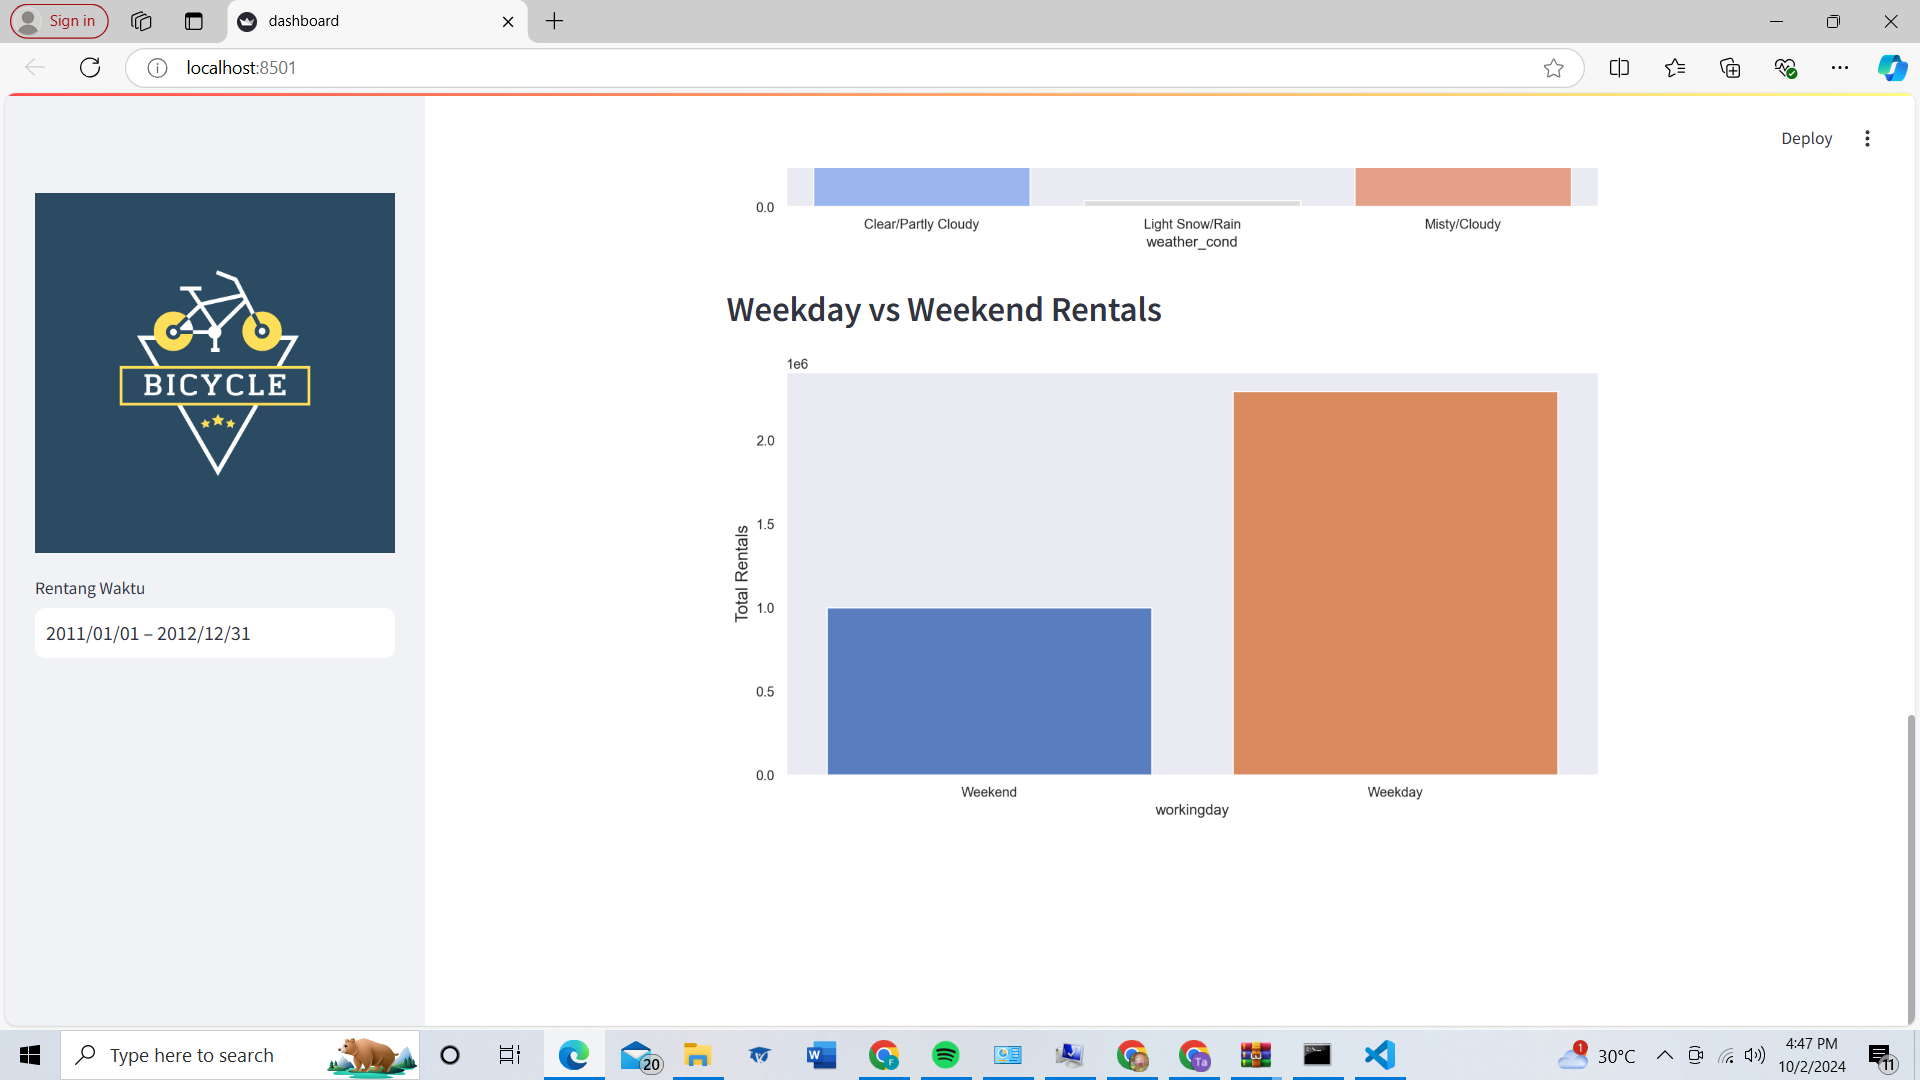 Sign in
dashboard
localhost:8501
Deploy
0.0
Clear/Partly Cloudy
Light Snow/Rain
Misty/Cloudy
weather_cond
BICYCLE
Rentang Waktu
2011/01/01 – 2012/12/31
Weekday vs Weekend Rentals
1e6
2.0
1.5
1.0
0.5
0.0
Total Rentals
Weekend
Weekday
workingday
Type here to search
20
W
F
Ta
1
30°C
4:47 PM
10/2/2024
11